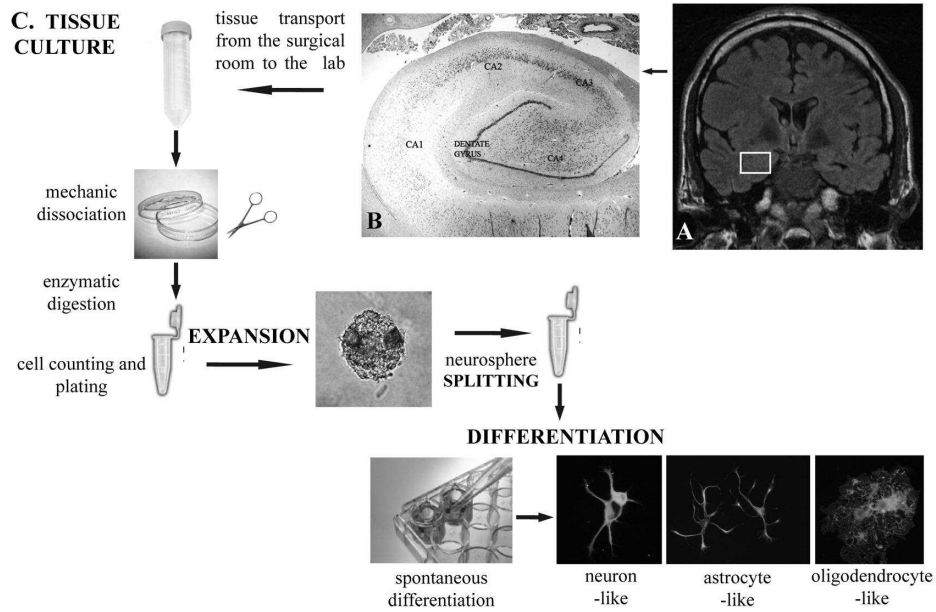 C. TISSUE
CULTURE
tissue transport
from the surgical
room to the lab
CA2
CA3
CA1
DENTATE
GYRUS
CA4
B
A
mechanic
dissociation
enzymatic
digestion
cell counting and
plating
EXPANSION
neurosphere
SPLITTING
DIFFERENTIATION
spontaneous
differentiation
neuron
-like
astrocyte
-like
oligodendrocyte
-like